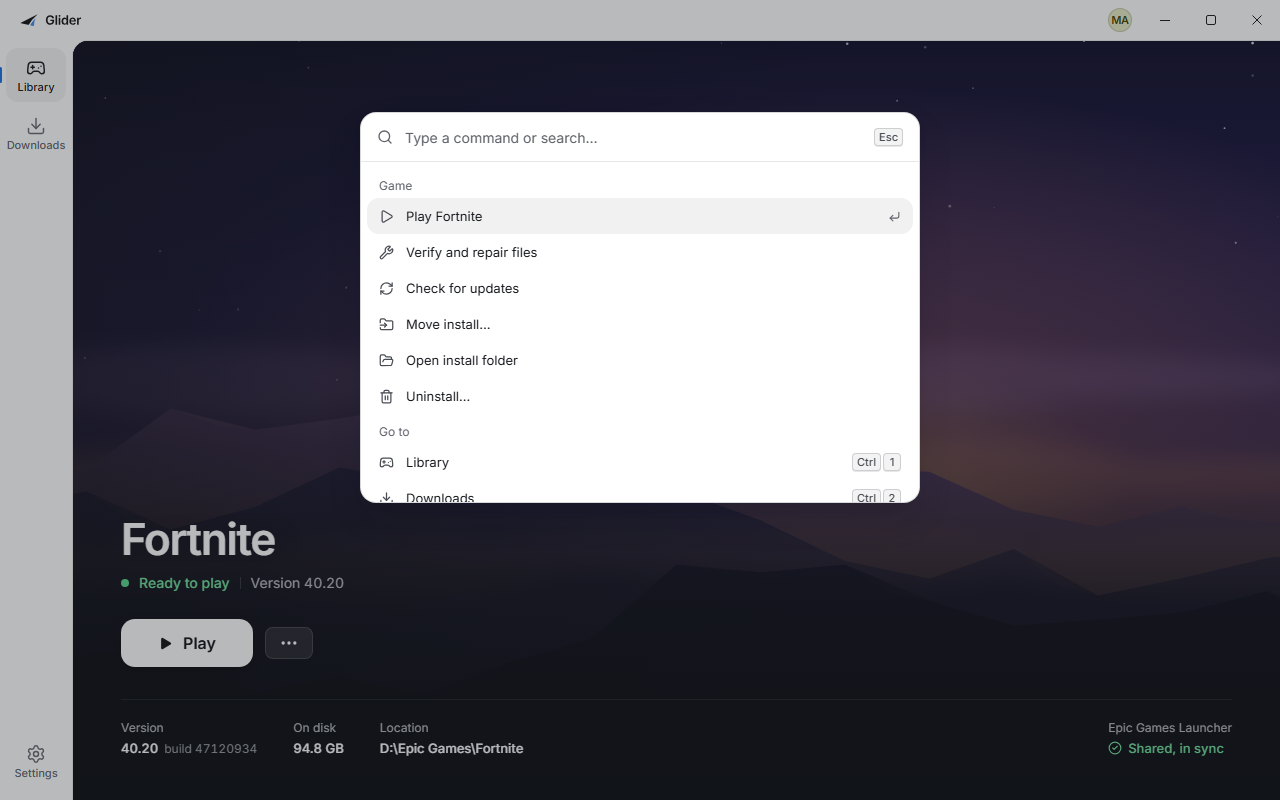 Glider
MA
Library
Downloads
Type a command or search...
Esc
Game
Play Fortnite
Verify and repair files
Check for updates
Move install...
Open install folder
Uninstall...
Go to
Library
Ctrl 1
Downloads
Ctrl 2
Fortnite
Ready to play
Version 40.20
Play
Version
40.20 build 47120934
On disk
94.8 GB
Location
D:\Epic Games\Fortnite
Epic Games Launcher
Shared, in sync
Settings